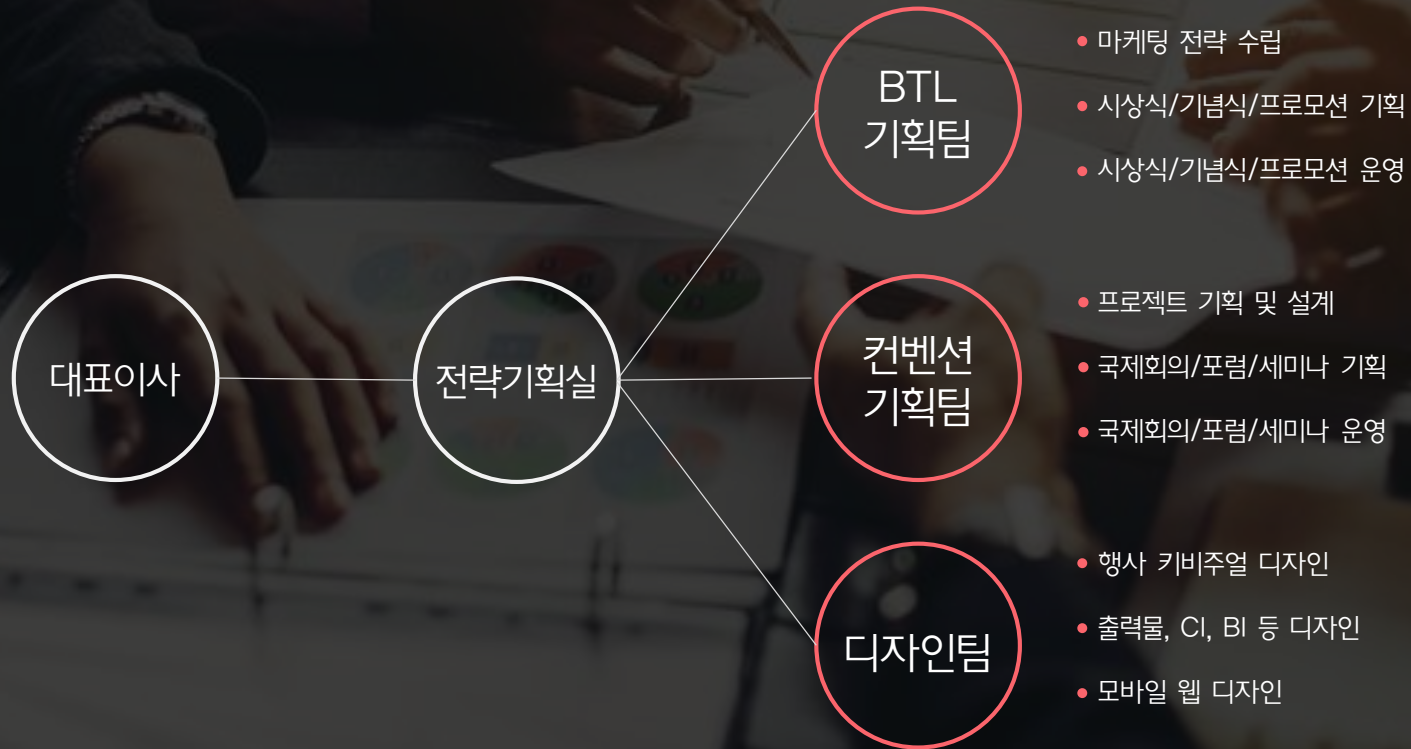 대표이사
전략기획실
BTL
기획팀
• 마케팅 전략 수립
• 시상식/기념식/프로모션 기획
• 시상식/기념식/프로모션 운영
컨벤션
기획팀
• 프로젝트 기획 및 설계
• 국제회의/포럼/세미나 기획
• 국제회의/포럼/세미나 운영
디자인팀
• 행사 키비주얼 디자인
• 출력물, CI, BI 등 디자인
• 모바일 웹 디자인